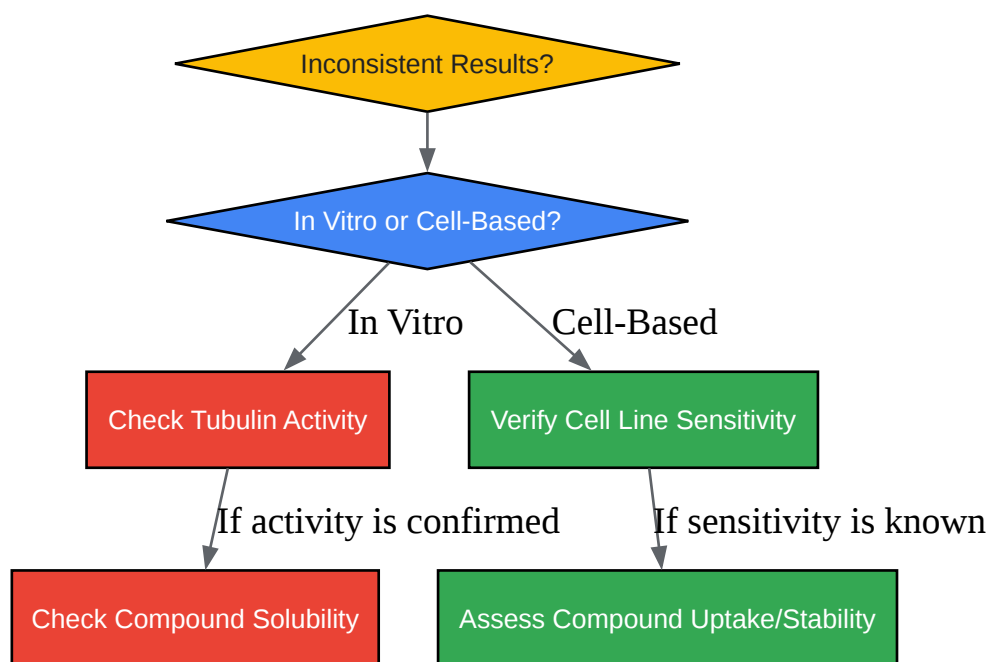 Inconsistent Results?
In Vitro or Cell-Based?
In Vitro
Cell-Based
Check Tubulin Activity
Verify Cell Line Sensitivity
If activity is confirmed
If sensitivity is known
Check Compound Solubility
Assess Compound Uptake/Stability